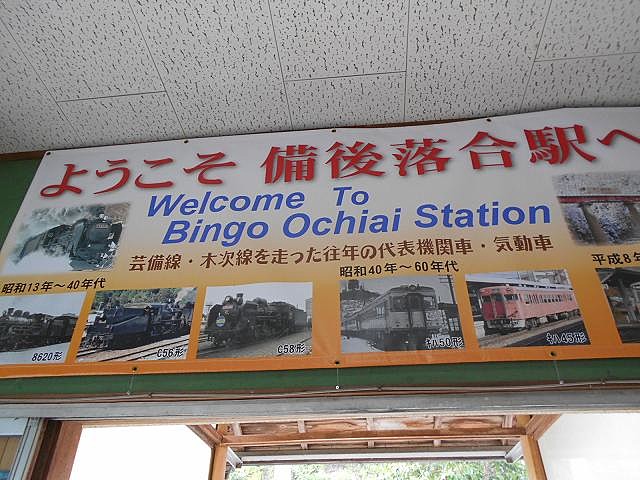 ようこそ 備後落合駅へ
Welcome To
Bingo Ochiai Station
芸備線・木次線を走った往年の代表機関車・気動車
昭和13年～40年代
昭和40年～60年代
平成8年
8620形
C56形
C58形
ｷﾊ50形
ｷﾊ45形